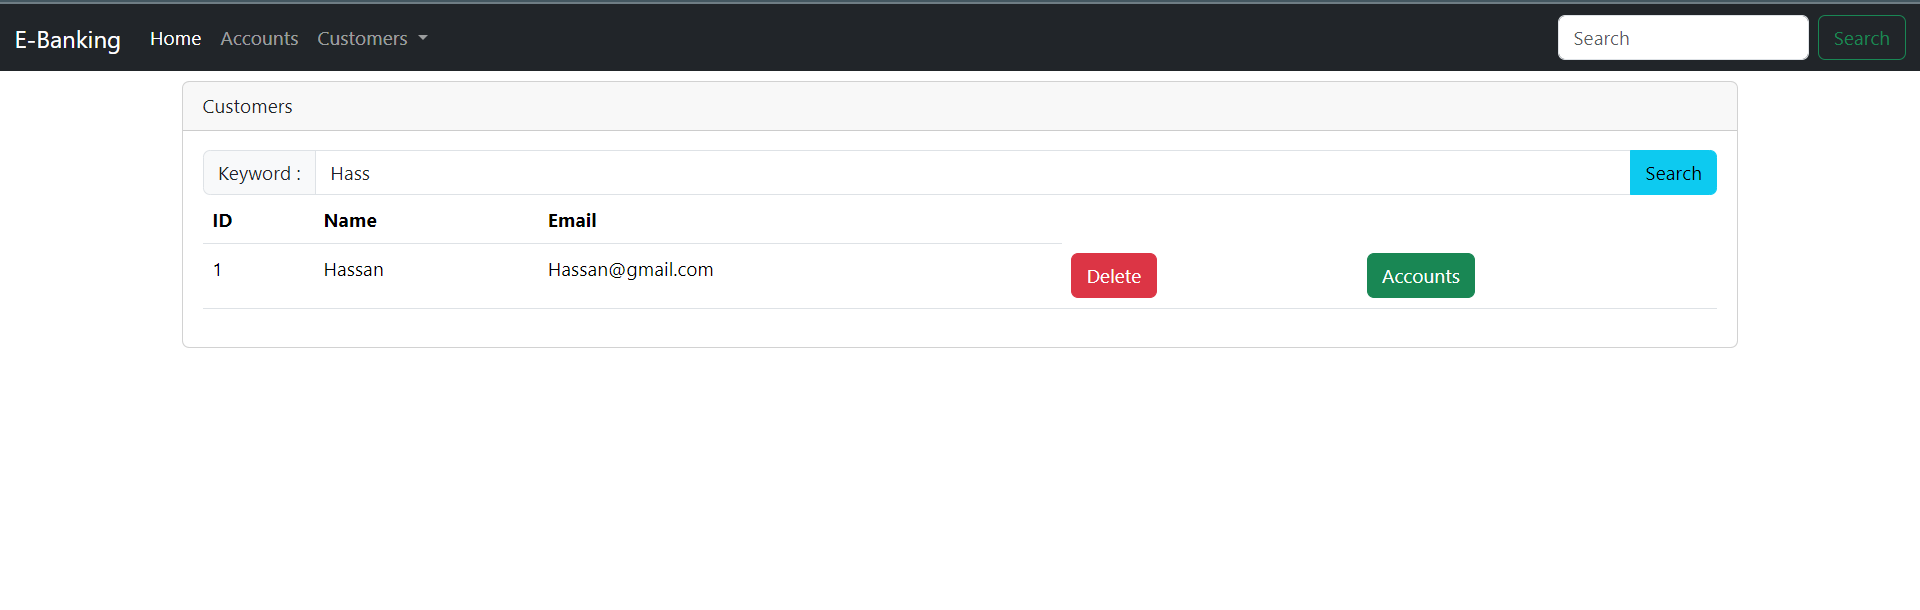 E-Banking Home Accounts Customers Search Search
Customers
Keyword : Hass Search
ID Name Email
1 Hassan Hassan@gmail.com Delete Accounts